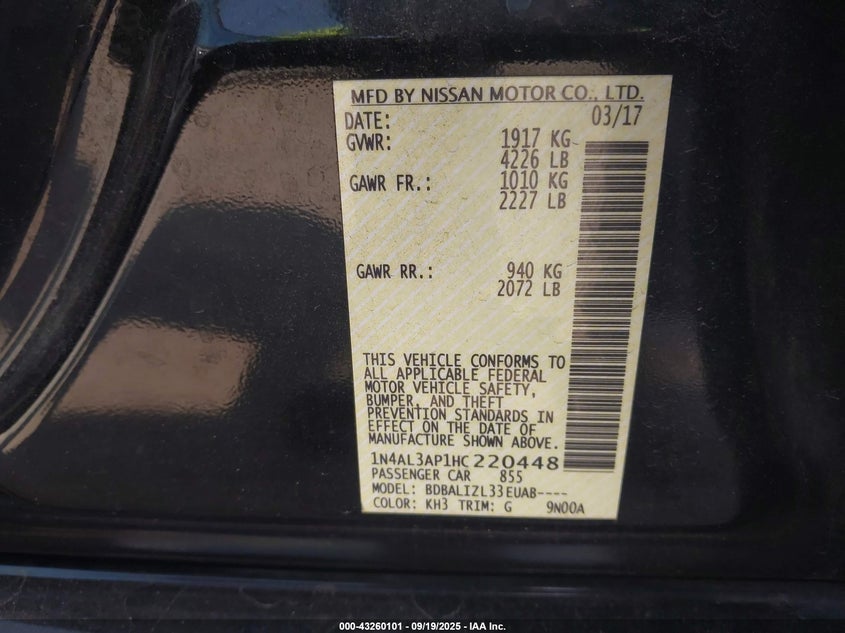 MFD BY NISSAN MOTOR CO., LTD.
DATE: 03/17
GVWR: 1917 KG
4226 LB
GAWR FR.: 1010 KG
2227 LB
GAWR RR.: 940 KG
2072 LB
THIS VEHICLE CONFORMS TO
ALL APPLICABLE FEDERAL
MOTOR VEHICLE SAFETY,
BUMPER, AND THEFT
PREVENTION STANDARDS IN
EFFECT ON THE DATE OF
MANUFACTURE SHOWN ABOVE.
1N4AL3AP1HC220448
PASSENGER CAR 855
MODEL: BDBALIZL33EUAB----
COLOR: KH3 TRIM: G 9N00A
000-43260101 - 09/19/2025 - IAA Inc.